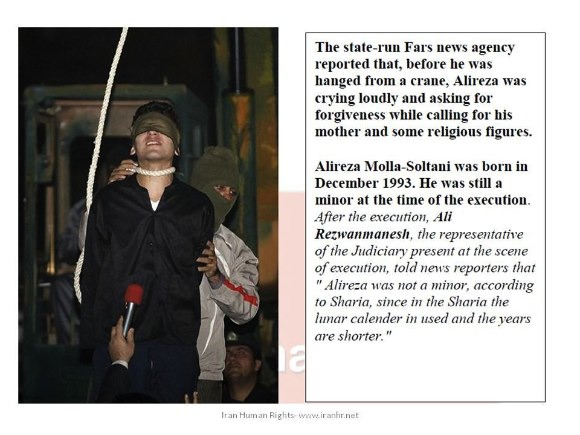 The state-run Fars news agency
reported that, before he was
hanged from a crane, Alireza was
crying loudly and asking for
forgiveness while calling for his
mother and some religious figures.
Alireza Molla-Soltani was born in
December 1993. He was still a
minor at the time of the execution.
After the execution, Ali
Rezwanmanesh, the representative
of the Judiciary present at the scene
of execution, told news reporters that
" Alireza was not a minor, according
to Sharia, since in the Sharia the
lunar calender in used and the years
are shorter."
Iran Human Rights- www.iranhr.net